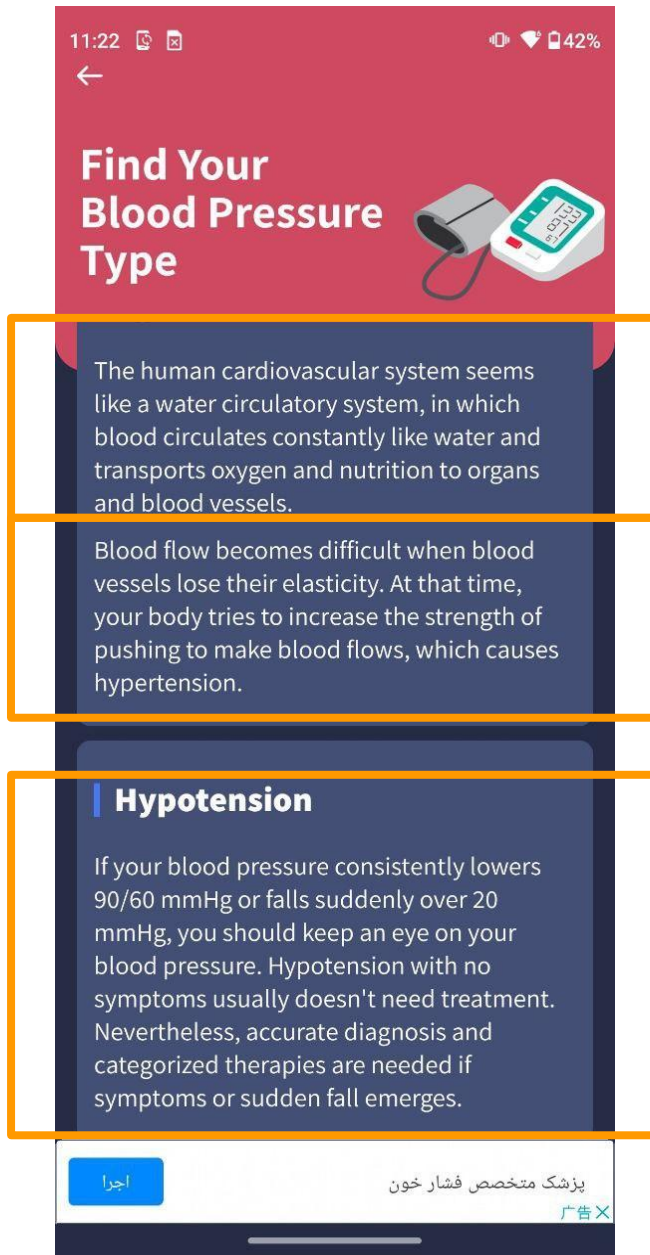 11:22
42%
Find Your
Blood Pressure
Type
The human cardiovascular system seems
like a water circulatory system, in which
blood circulates constantly like water and
transports oxygen and nutrition to organs
and blood vessels.
Blood flow becomes difficult when blood
vessels lose their elasticity. At that time,
your body tries to increase the strength of
pushing to make blood flows, which causes
hypertension.
Hypotension
If your blood pressure consistently lowers
90/60 mmHg or falls suddenly over 20
mmHg, you should keep an eye on your
blood pressure. Hypotension with no
symptoms usually doesn't need treatment.
Nevertheless, accurate diagnosis and
categorized therapies are needed if
symptoms or sudden fall emerges.
پزشک متخصص فشار خون
اجرا
广告